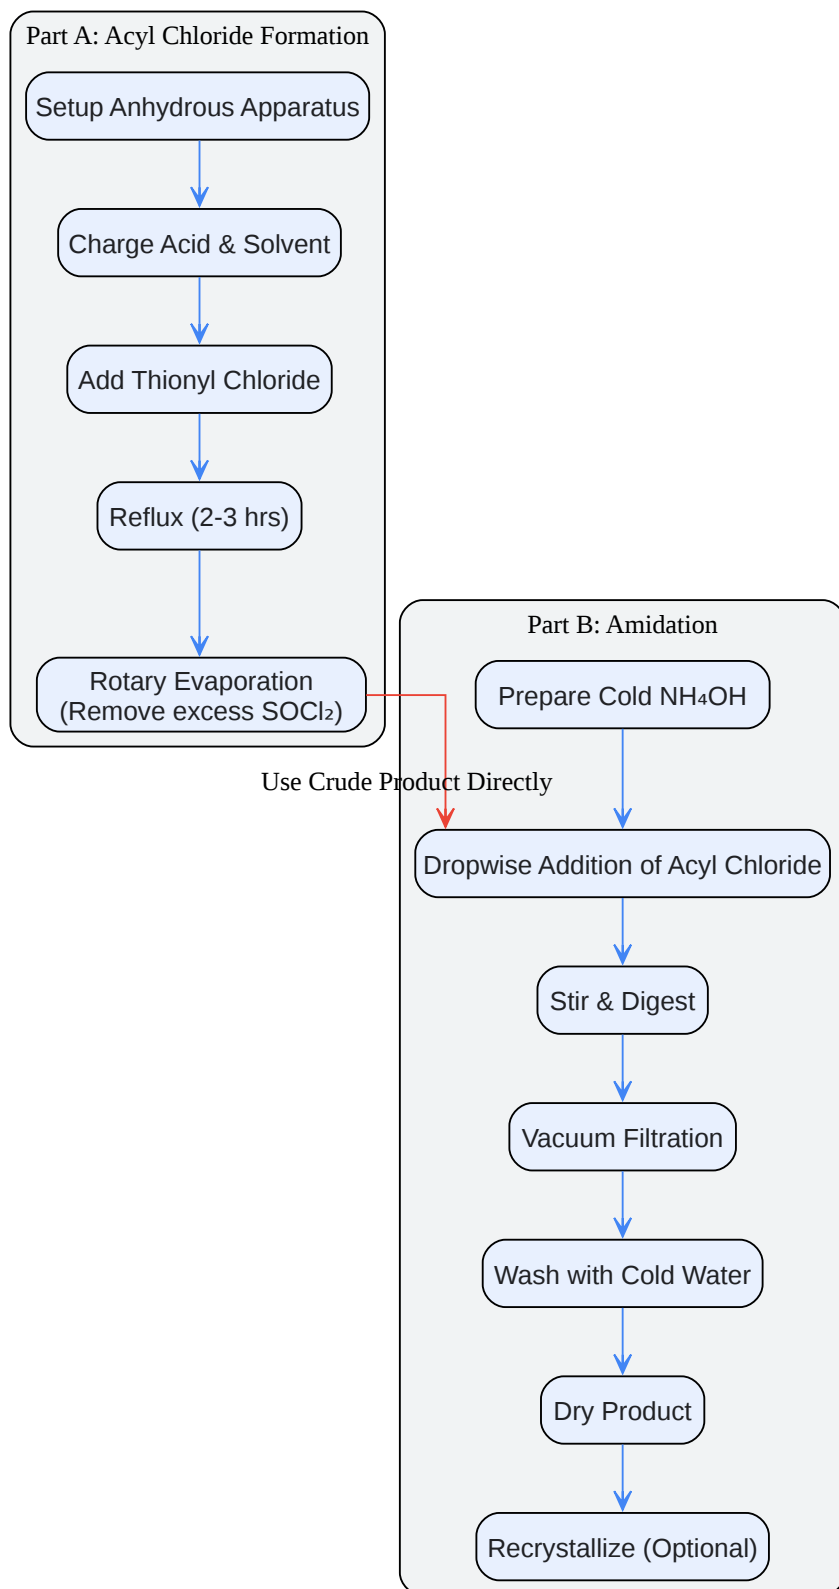 Part A: Acyl Chloride Formation
Setup Anhydrous Apparatus
Charge Acid & Solvent
Add Thionyl Chloride
Reflux (2-3 hrs)
Rotary Evaporation
(Remove excess SOCl₂)
Use Crude Product Directly
Part B: Amidation
Prepare Cold NH₄OH
Dropwise Addition of Acyl Chloride
Stir & Digest
Vacuum Filtration
Wash with Cold Water
Dry Product
Recrystallize (Optional)